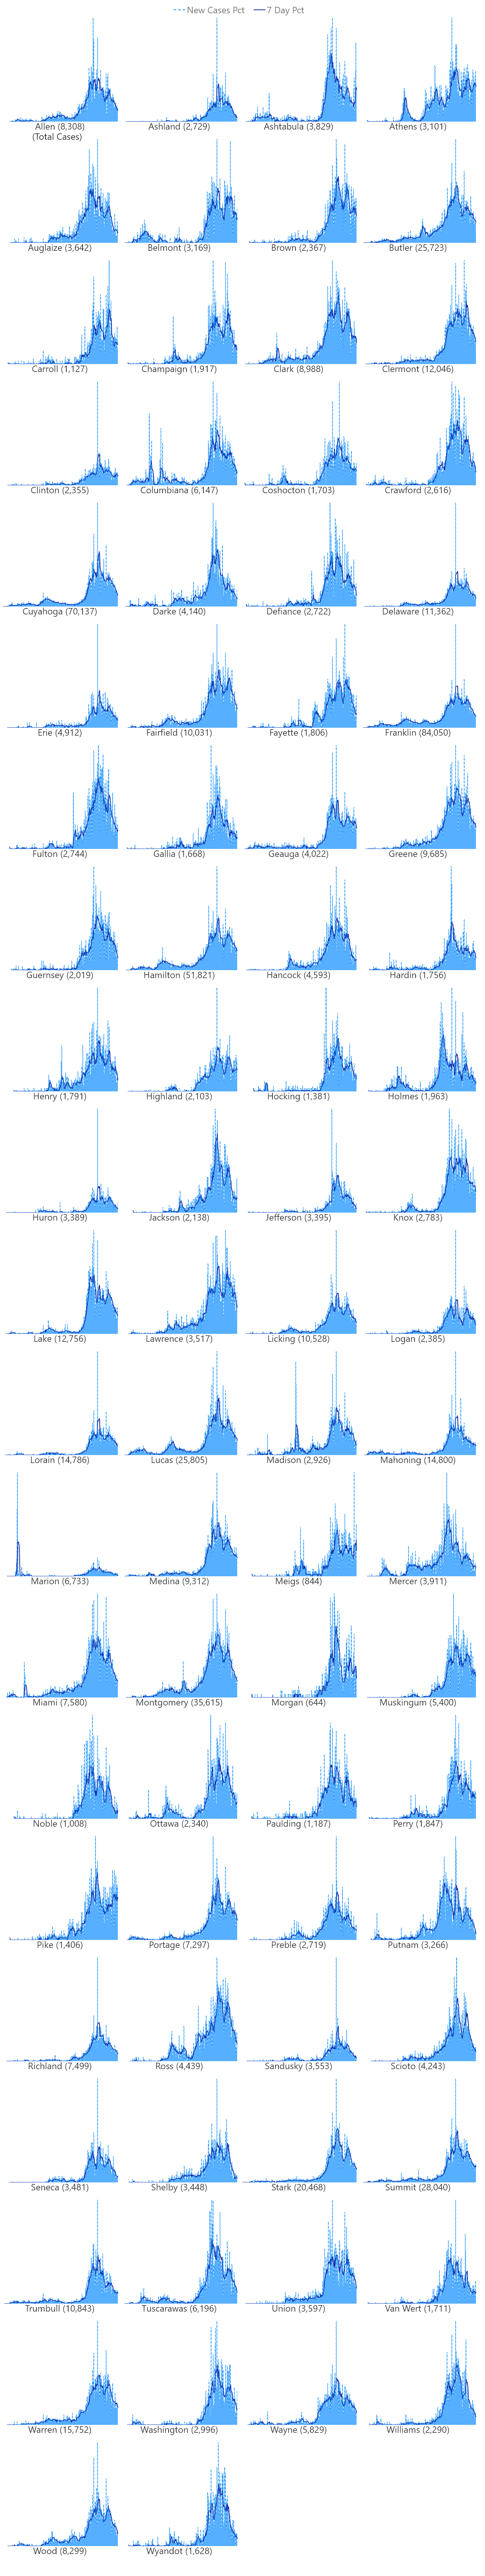 New Cases Pct 7 Day Pct
Allen (8,308) Ashland (2,729) Ashtabula (3,829) Athens (3,101)
(Total Cases)
Auglaize (3,642) Belmont (3,169) Brown (2,367) Butler (25,723)
Carroll (1,127) Champaign (1,917) Clark (8,988) Clermont (12,046)
Clinton (2,355) Columbiana (6,147) Coshocton (1,703) Crawford (2,616)
Cuyahoga (70,137) Darke (4,140) Defiance (2,722) Delaware (11,362)
Erie (4,912) Fairfield (10,031) Fayette (1,806) Franklin (84,050)
Fulton (2,744) Gallia (1,668) Geauga (4,022) Greene (9,685)
Guernsey (2,019) Hamilton (51,821) Hancock (4,593) Hardin (1,756)
Henry (1,791) Highland (2,103) Hocking (1,381) Holmes (1,963)
Huron (3,389) Jackson (2,138) Jefferson (3,395) Knox (2,783)
Lake (12,756) Lawrence (3,517) Licking (10,528) Logan (2,385)
Lorain (14,786) Lucas (25,805) Madison (2,926) Mahoning (14,800)
Marion (6,733) Medina (9,312) Meigs (844) Mercer (3,911)
Miami (7,580) Montgomery (35,615) Morgan (644) Muskingum (5,400)
Noble (1,008) Ottawa (2,340) Paulding (1,187) Perry (1,847)
Pike (1,406) Portage (7,297) Preble (2,719) Putnam (3,266)
Richland (7,499) Ross (4,439) Sandusky (3,553) Scioto (4,243)
Seneca (3,481) Shelby (3,448) Stark (20,468) Summit (28,040)
Trumbull (10,843) Tuscarawas (6,196) Union (3,597) Van Wert (1,711)
Warren (15,752) Washington (2,996) Wayne (5,829) Williams (2,290)
Wood (8,299) Wyandot (1,628)